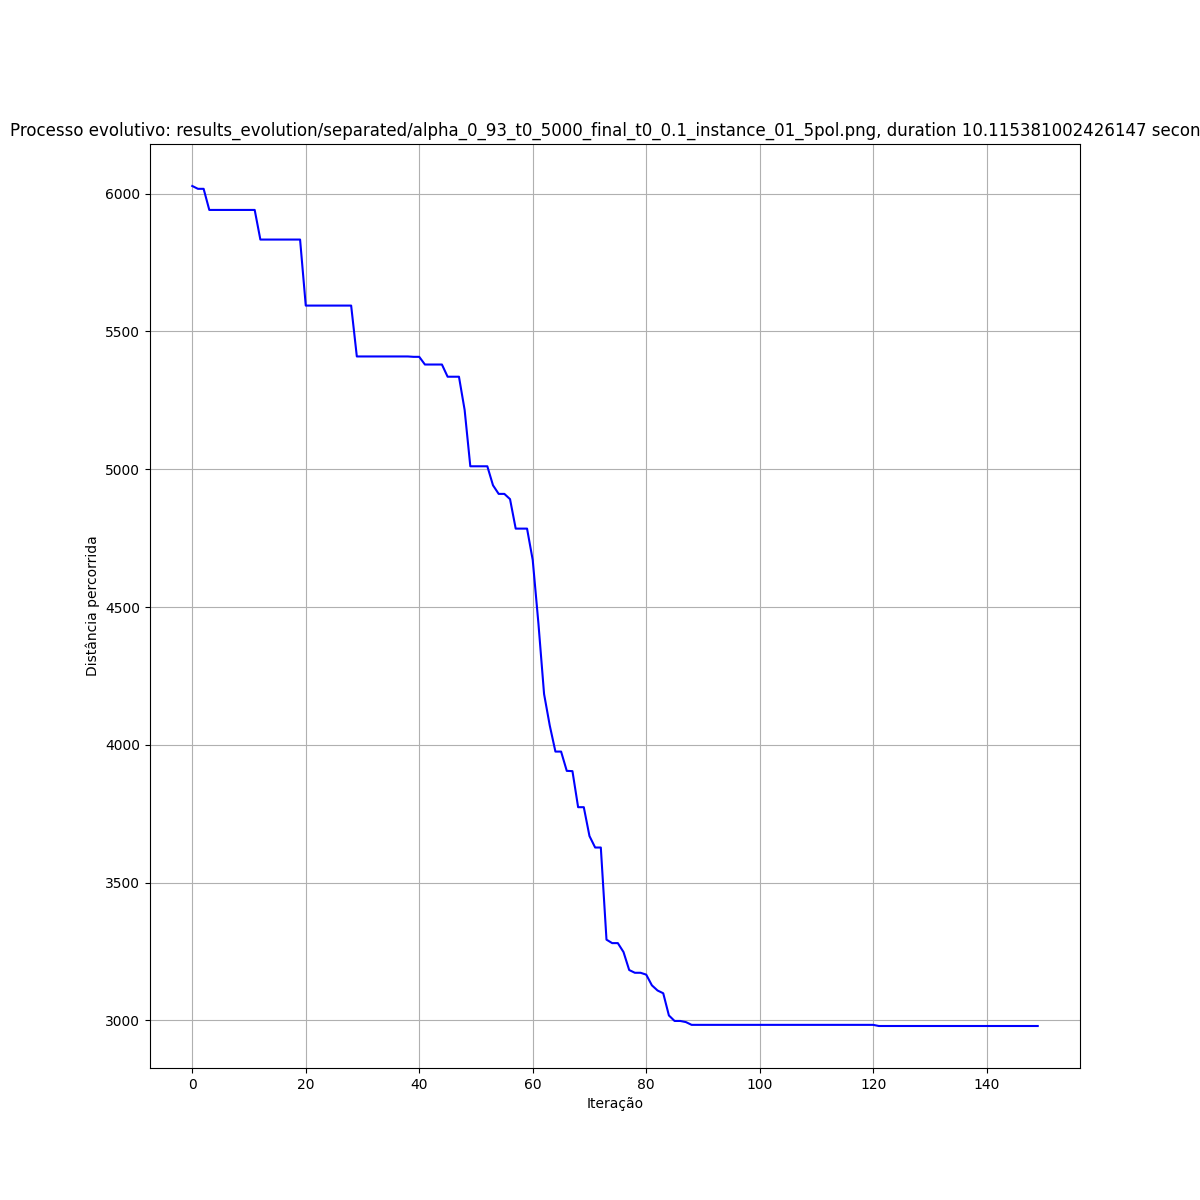 Processo evolutivo: results_evolution/separated/alpha_0_93_t0_5000_final_t0_0.1_instance_01_5pol.png, duration 10.115381002426147 secon
6000
5500
5000
4500
4000
3500
3000
Distância percorrida
0 20 40 60 80 100 120 140
Iteração